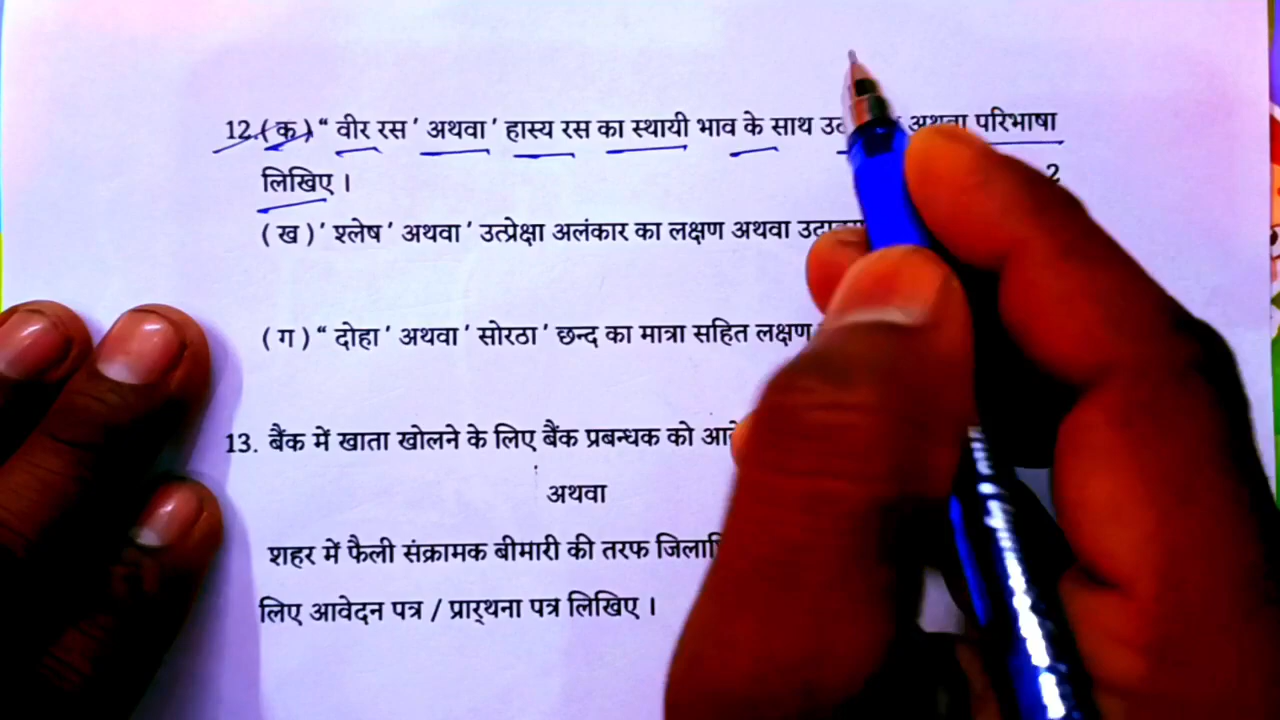 12.(क) “ वीर रस ’ अथवा ’ हास्य रस का स्थायी भाव के साथ अथवा परिभाषा
लिखिए । 2
( ख ) ’ श्लेष ’ अथवा ’ उत्प्रेक्षा अलंकार का लक्षण अथवा
( ग ) “ दोहा ’ अथवा ’ सोरठा ’ छन्द का मात्रा सहित लक्षण
13. बैंक में खाता खोलने के लिए बैंक प्रबन्धक को
अथवा
शहर में फैली संक्रामक बीमारी की तरफ
लिए आवेदन पत्र / प्रार्थना पत्र लिखिए ।